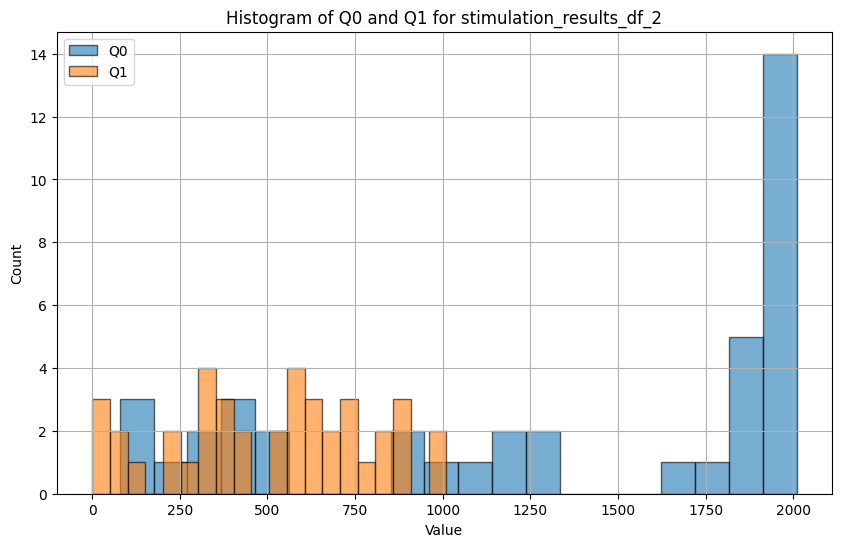 Histogram of Q0 and Q1 for stimulation_results_df_2
Q0
Q1
14
12
10
8
6
4
2
0
Count
0 250 500 750 1000 1250 1500 1750 2000
Value